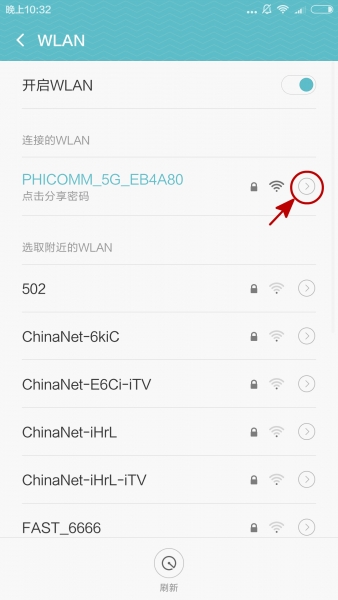 晚上10:32
WLAN
开启WLAN
连接的WLAN
PHICOMM_5G_EB4A80
点击分享密码
选取附近的WLAN
502
ChinaNet-6kiC
ChinaNet-E6Ci-iTV
ChinaNet-iHrL
ChinaNet-iHrL-iTV
FAST_6666
刷新